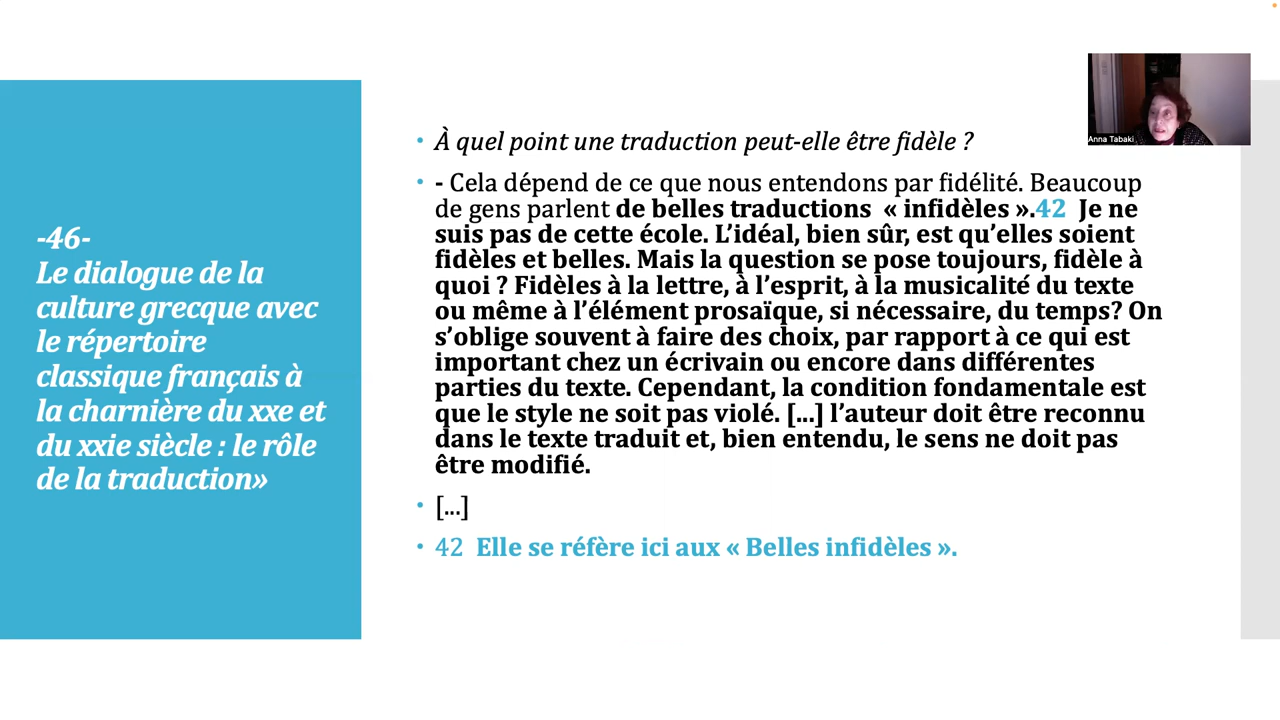 -46-
Le dialogue de la
culture grecque avec
le répertoire
classique français à
la charnière du xxe et
du xxie siècle : le rôle
de la traduction»
• À quel point une traduction peut-elle être fidèle ?
• - Cela dépend de ce que nous entendons par fidélité. Beaucoup
de gens parlent de belles traductions « infidèles ».42 Je ne
suis pas de cette école. L’idéal, bien sûr, est qu’elles soient
fidèles et belles. Mais la question se pose toujours, fidèle à
quoi ? Fidèles à la lettre, à l’esprit, à la musicalité du texte
ou même à l’élément prosaïque, si nécessaire, du temps? On
s’oblige souvent à faire des choix, par rapport à ce qui est
important chez un écrivain ou encore dans différentes
parties du texte. Cependant, la condition fondamentale est
que le style ne soit pas violé. [...] l’auteur doit être reconnu
dans le texte traduit et, bien entendu, le sens ne doit pas
être modifié.
• [...]
• 42 Elle se réfère ici aux « Belles infidèles ».
Anna Tabaki